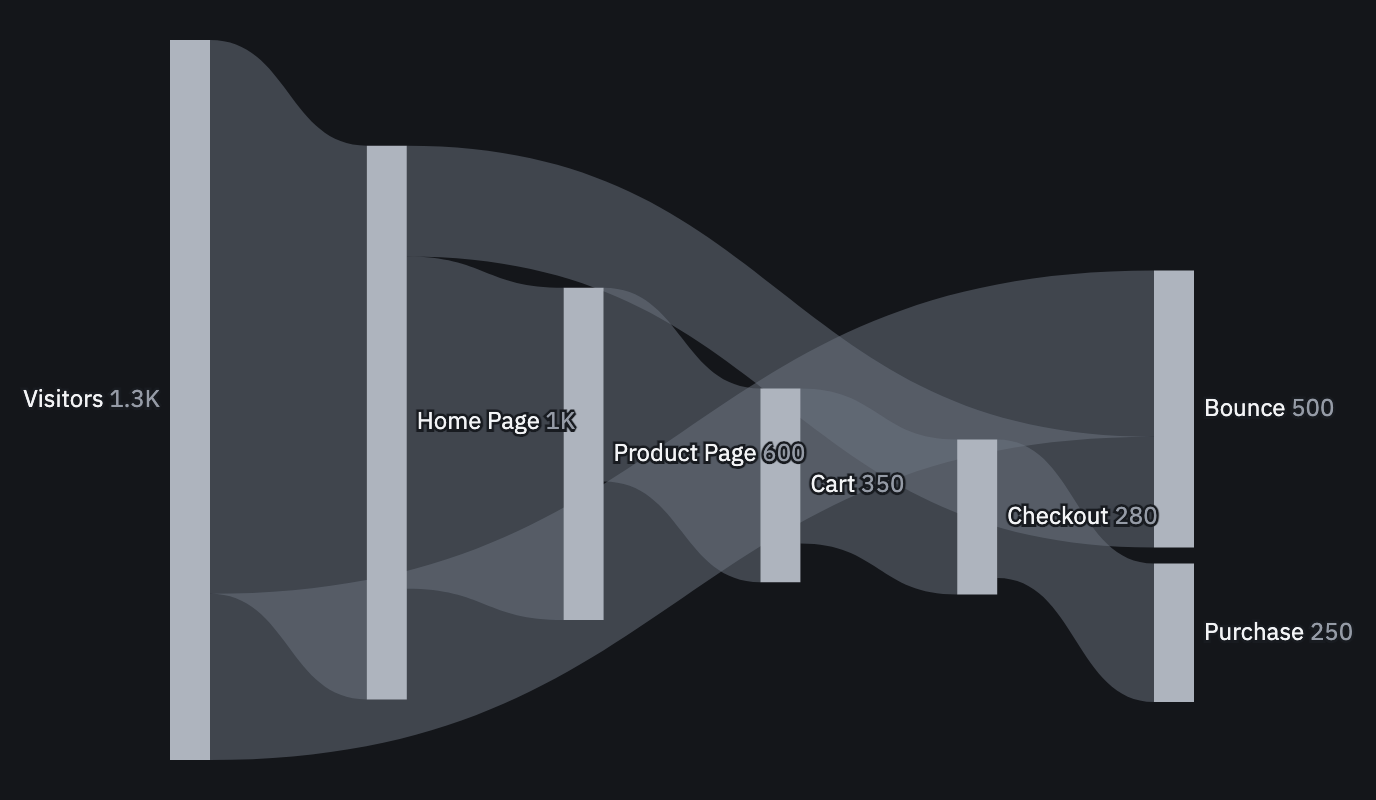 Visitors 1.3K
Home Page 1K
Product Page 600
Cart 350
Checkout 280
Bounce 500
Purchase 250